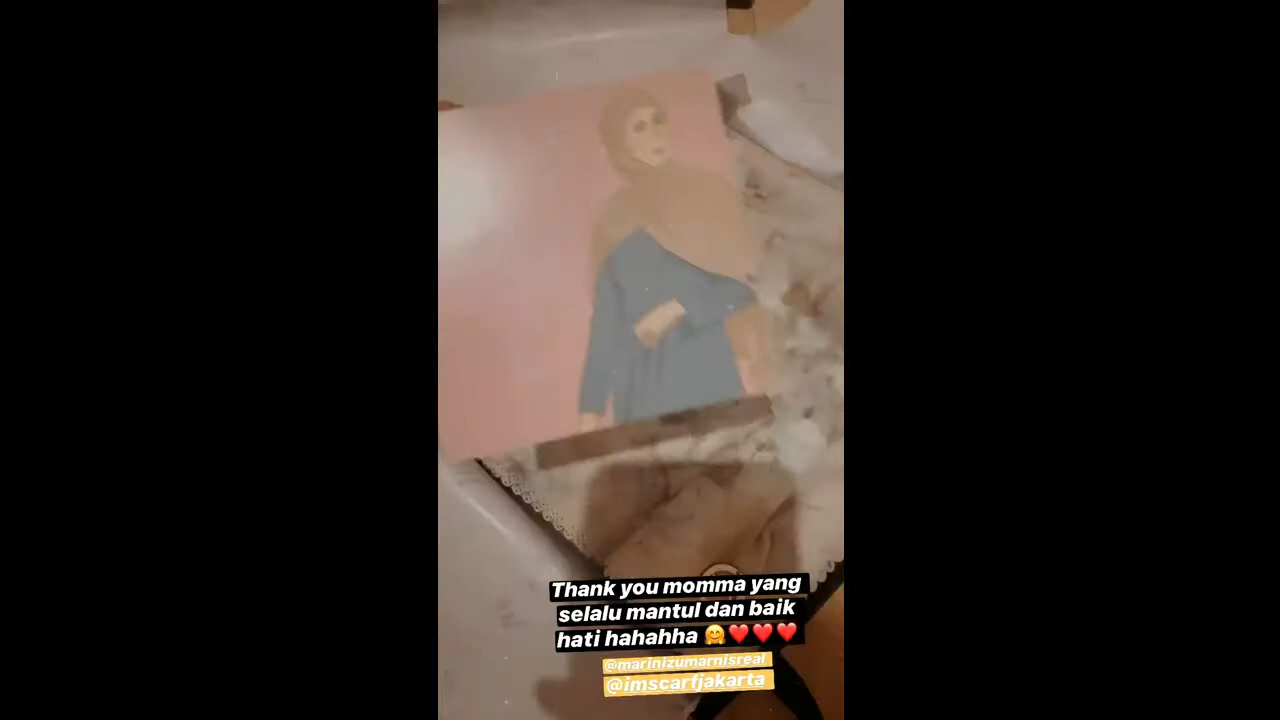 Thank you momma yang
selalu mantul dan baik
hati hahahha 🤗❤️❤️❤️
@marinizumarnisreal
@imscarfjakarta